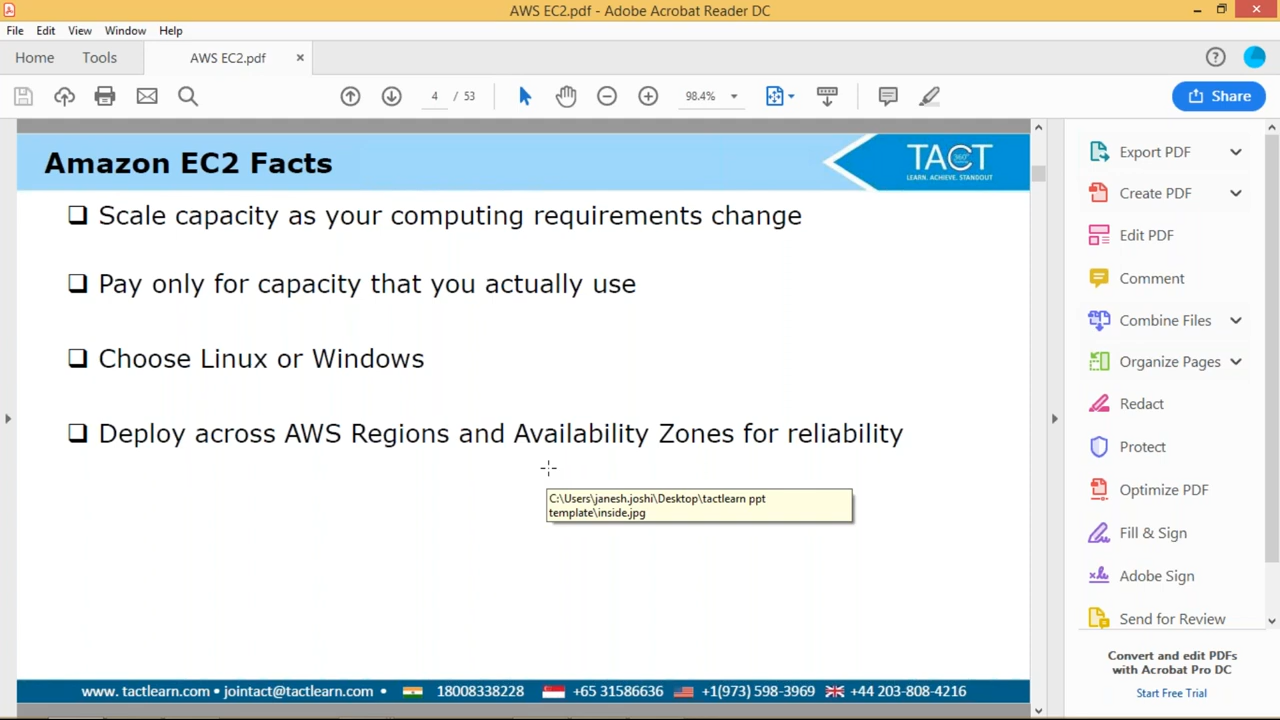 AWS EC2.pdf - Adobe Acrobat Reader DC
File Edit View Window Help
Home Tools AWS EC2.pdf ×
4 / 53 98.4% Share
Amazon EC2 Facts
TACT
360°
LEARN. ACHIEVE. STANDOUT
Scale capacity as your computing requirements change
Pay only for capacity that you actually use
Choose Linux or Windows
Deploy across AWS Regions and Availability Zones for reliability
C:\Users\janesh.joshi\Desktop\tactlearn ppt
template\inside.jpg
www. tactlearn.com • jointact@tactlearn.com • 18008338228 +65 31586636 +1(973) 598-3969 +44 203-808-4216
Export PDF
Create PDF
Edit PDF
Comment
Combine Files
Organize Pages
Redact
Protect
Optimize PDF
Fill & Sign
Adobe Sign
Send for Review
Convert and edit PDFs
with Acrobat Pro DC
Start Free Trial